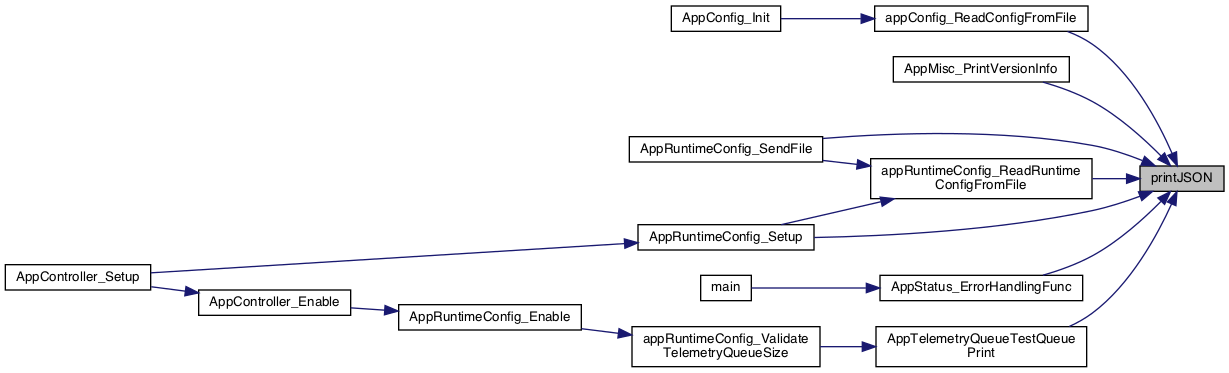 AppConfig_Init
appConfig_ReadConfigFromFile
AppMisc_PrintVersionInfo
AppRuntimeConfig_SendFile
appRuntimeConfig_ReadRuntime
ConfigFromFile
printJSON
AppRuntimeConfig_Setup
AppController_Setup
main
AppStatus_ErrorHandlingFunc
AppController_Enable
AppRuntimeConfig_Enable
appRuntimeConfig_Validate
TelemetryQueueSize
AppTelemetryQueueTestQueue
Print